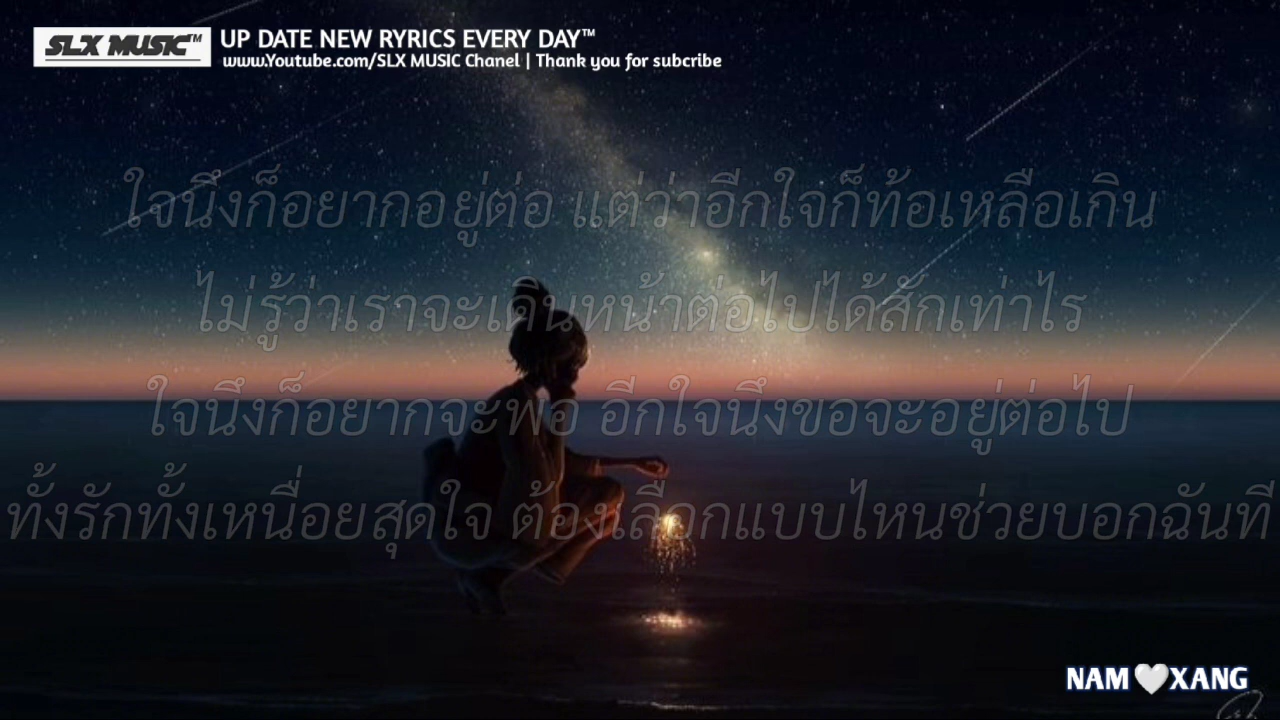 SLX MUSIC™
UP DATE NEW RYRICS EVERY DAY™
www.Youtube.com/SLX MUSIC Chanel | Thank you for subcribe
ใจนึงก็อยากอยู่ต่อ แต่ว่าอีกใจก็ท้อเหลือเกิน
ไม่รู้ว่าเราจะเดินหน้าต่อไปได้สักเท่าไร
ใจนึงก็อยากจะพอ อีกใจนึงขอจะอยู่ต่อไป
ทั้งรักทั้งเหนื่อยสุดใจ ต้องเลือกแบบไหนช่วยบอกฉันที
NAM🤍XANG